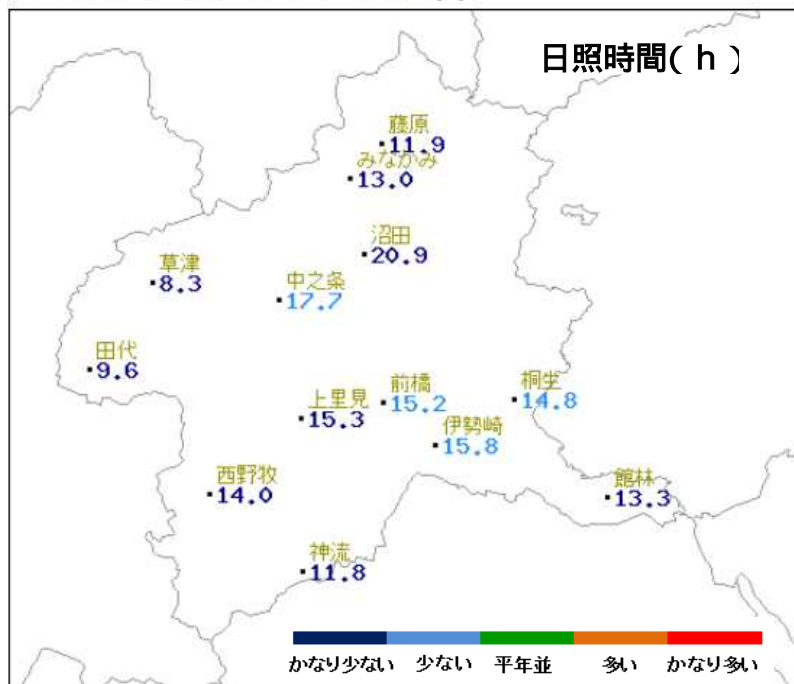 日照時間(h)
藤原
11.9
みなかみ
13.0
沼田
20.9
草津
8.3
中之条
17.7
田代
9.6
上里見
15.3
前橋
15.2
桐生
14.8
伊勢崎
15.8
西野牧
14.0
館林
13.3
神流
11.8
かなり少ない 少ない 平年並 多い かなり多い